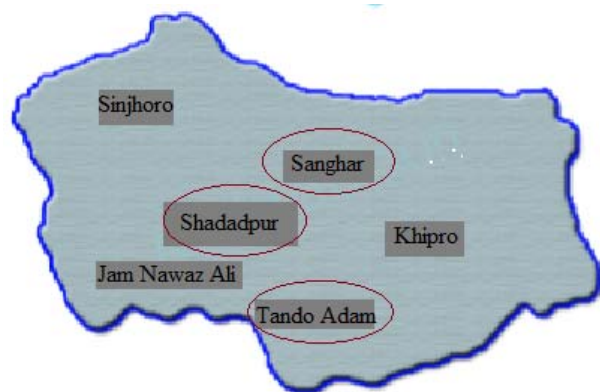 Sinjhoro
Sanghar
Shadadpur
Khipro
Jam Nawaz Ali
Tando Adam